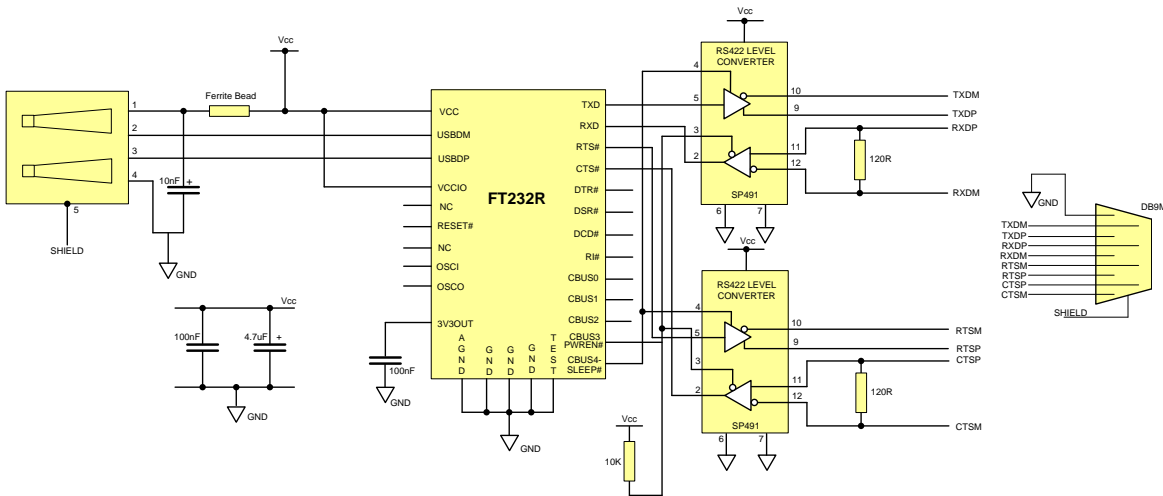 Vcc
RS422 LEVEL
CONVERTER
4
10
TXDM
5
9
TXDP
3
11
RXDP
2
12
120R
RXDM
SP491
6
7
Vcc
Ferrite Bead
1
2
3
4
10nF
+
5
SHIELD
GND
FT232R
VCC
USBDM
USBDP
VCCIO
NC
RESET#
NC
OSCI
OSCO
3V3OUT
TXD
RXD
RTS#
CTS#
DTR#
DSR#
DCD#
RI#
CBUS0
CBUS1
CBUS2
CBUS3
PWREN#
CBUS4-
SLEEP#
AGND
GND
GND
GND
TEST
GND
100nF
GND
Vcc
100nF
4.7uF
+
GND
Vcc
RS422 LEVEL
CONVERTER
4
10
RTSM
5
9
RTSP
3
11
CTSP
2
12
120R
CTSM
SP491
6
7
Vcc
10K
GND
DB9M
TXDM
TXDP
RXDP
RXDM
RTSM
RTSP
CTSP
CTSM
SHIELD